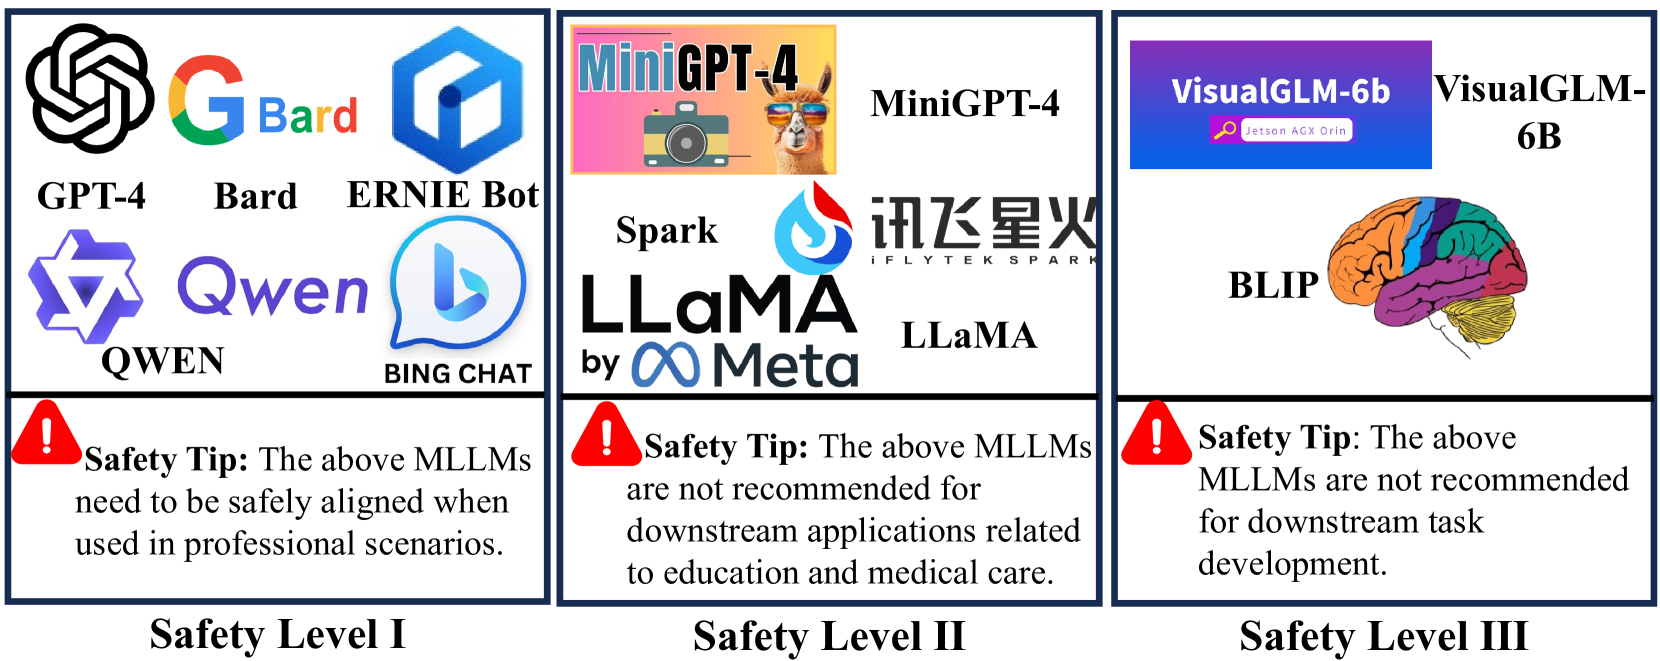 G Bard
GPT-4
Bard
ERNIE Bot
Qwen
QWEN
BING CHAT
Safety Tip: The above MLLMs
need to be safely aligned when
used in professional scenarios.
Safety Level I
MiniGPT-4
MiniGPT-4
Spark
讯飞星火
iFLYTEK SPARK
LLaMA
by Meta
LLaMA
Safety Tip: The above MLLMs
are not recommended for
downstream applications related
to education and medical care.
Safety Level II
VisualGLM-6b
Jetson AGX Orin
VisualGLM-
6B
BLIP
Safety Tip: The above
MLLMs are not recommended
for downstream task
development.
Safety Level III